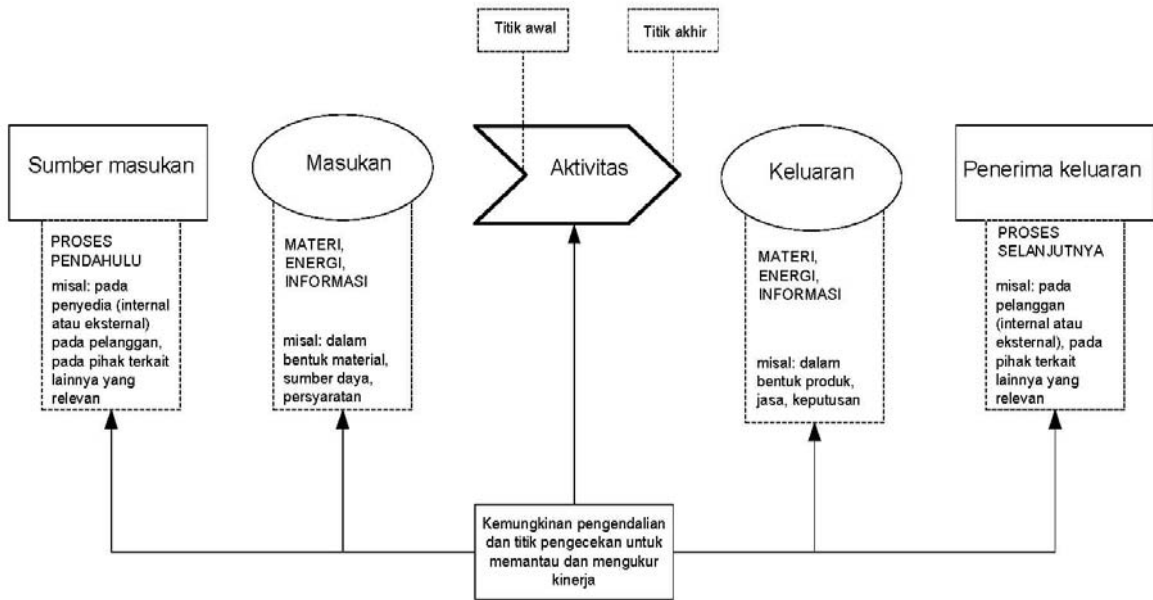 Titik awal
Titik akhir
Sumber masukan
Masukan
Aktivitas
Keluaran
Penerima keluaran
PROSES
PENDAHULU
misal: pada
penyedia (internal
atau eksternal)
pada pelanggan,
pada pihak terkait
lainnya yang
relevan
MATERI,
ENERGI,
INFORMASI
misal: dalam
bentuk material,
sumber daya,
persyaratan
MATERI,
ENERGI,
INFORMASI
misal: dalam
bentuk produk,
jasa, keputusan
PROSES
SELANJUTNYA
misal: pada
pelanggan
(internal atau
eksternal), pada
pihak terkait
lainnya yang
relevan
Kemungkinan pengendalian
dan titik pengecekan untuk
memantau dan mengukur
kinerja